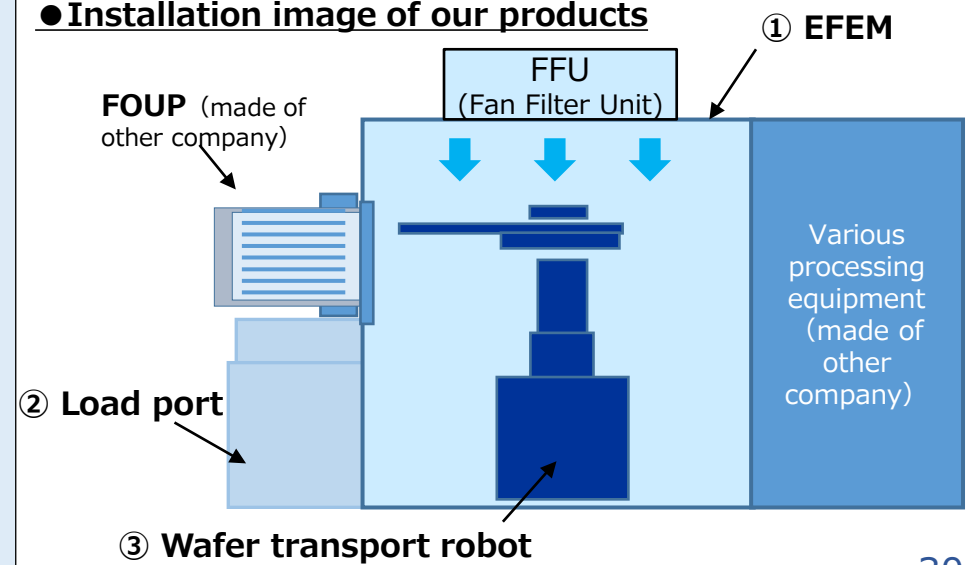 ●Installation image of our products
① EFEM
FFU
(Fan Filter Unit)
FOUP（made of
other company）
Various
processing
equipment
（made of
other
company）
② Load port
③ Wafer transport robot